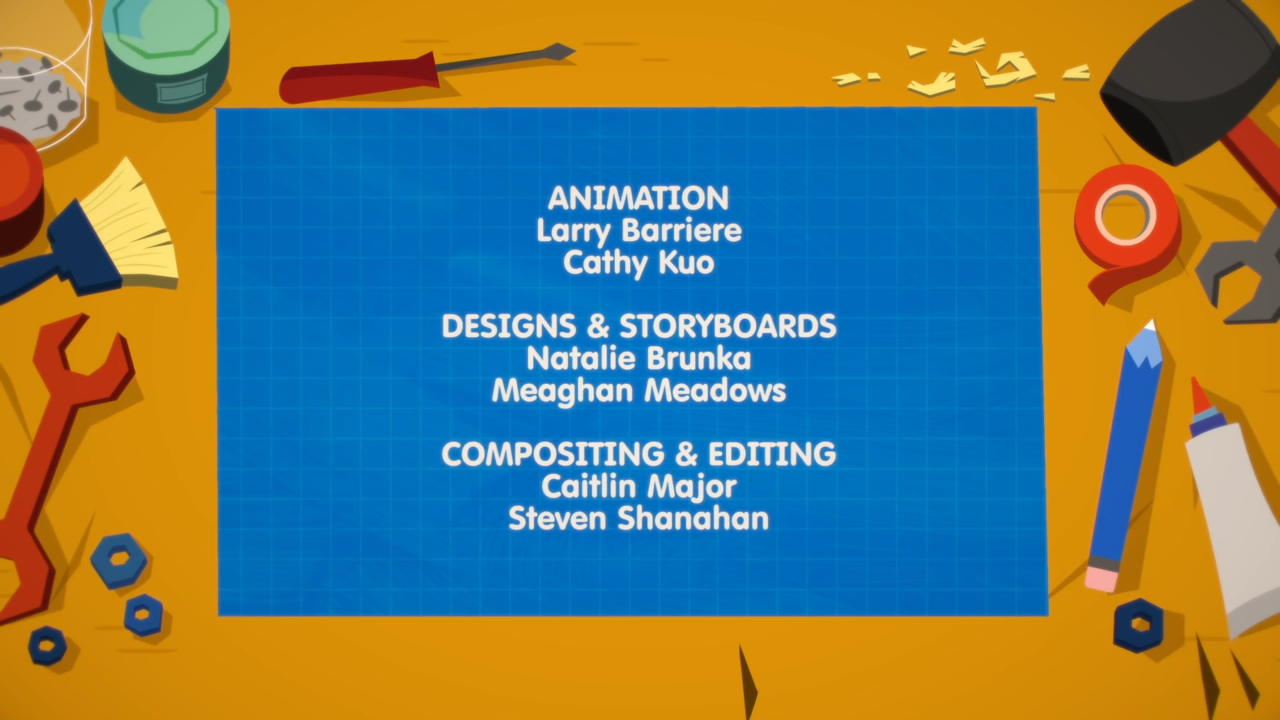 ANIMATION
Larry Barriere
Cathy Kuo
DESIGNS & STORYBOARDS
Natalie Brunka
Meaghan Meadows
COMPOSITING & EDITING
Caitlin Major
Steven Shanahan